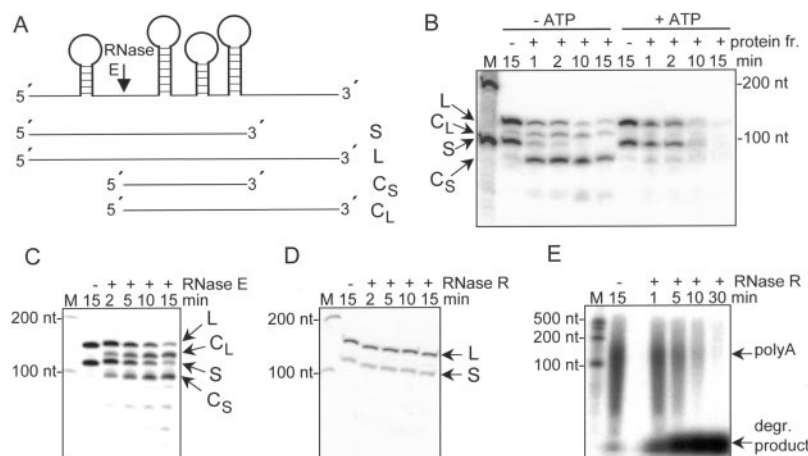 A
RNase
E
5´ 3´
5´ 3´ S
5´ 3´ L
5´ 3´ CS
5´ 3´ CL
B
- ATP + ATP
- + + + + - + + + + protein fr.
M 15 1 2 10 15 15 1 2 10 15 min
L
CL
S
CS
-200 nt
-100 nt
C
- + + + + RNase E
M 15 2 5 10 15 min
200 nt-
100 nt-
L
CL
S
CS
D
- + + + + RNase R
M 15 2 5 10 15 min
200 nt-
100 nt-
L
S
E
- + + + + RNase R
M 15 1 5 10 30 min
500 nt-
200 nt-
100 nt-
polyA
degr.
product